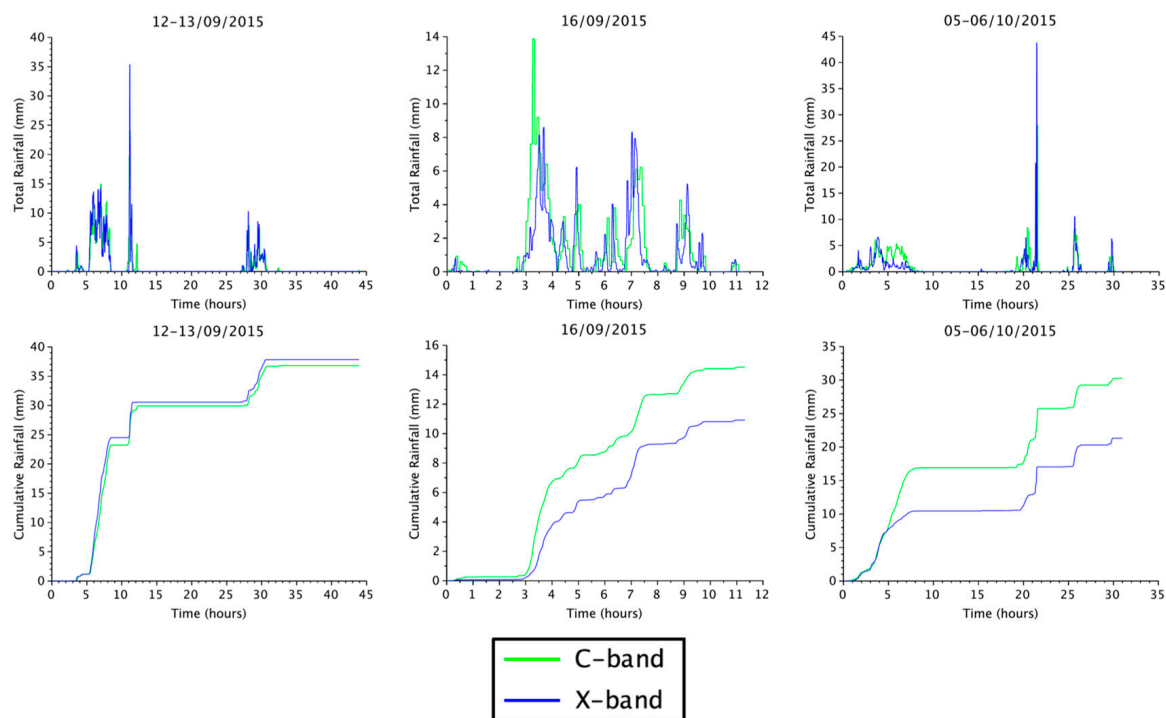 12-13/09/2015
16/09/2015
05-06/10/2015
Total Rainfall (mm)
40
35
30
25
20
15
10
5
0
0 5 10 15 20 25 30 35 40 45
Time (hours)
Total Rainfall (mm)
14
12
10
8
6
4
2
0
0 1 2 3 4 5 6 7 8 9 10 11 12
Time (hours)
Total Rainfall (mm)
45
40
35
30
25
20
15
10
5
0
0 5 10 15 20 25 30 35
Time (hours)
12-13/09/2015
16/09/2015
05-06/10/2015
Cumulative Rainfall (mm)
40
35
30
25
20
15
10
5
0
0 5 10 15 20 25 30 35 40 45
Time (hours)
Cumulative Rainfall (mm)
16
14
12
10
8
6
4
2
0
0 1 2 3 4 5 6 7 8 9 10 11 12
Time (hours)
Cumulative Rainfall (mm)
35
30
25
20
15
10
5
0
0 5 10 15 20 25 30 35
Time (hours)
C-band
X-band